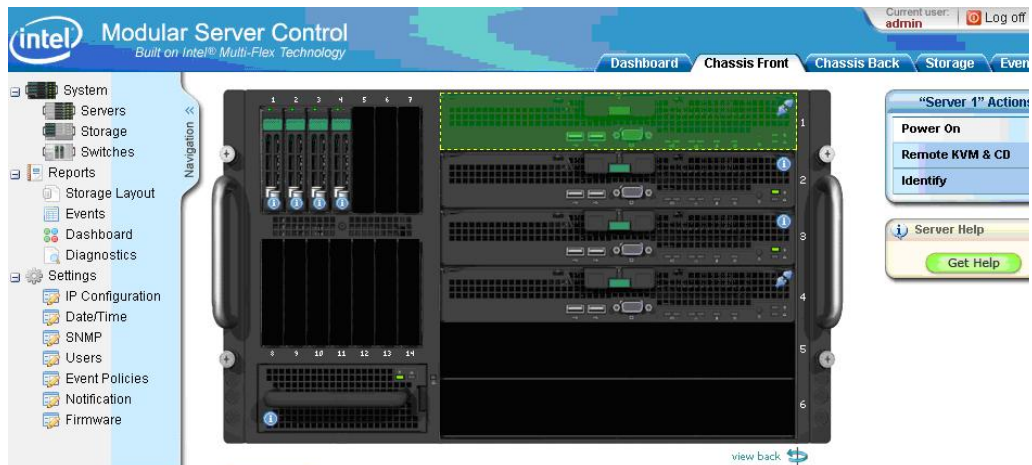 intel
Modular Server Control
Built on Intel® Multi-Flex Technology
Current user:
admin
Log off
Dashboard
Chassis Front
Chassis Back
Storage
Even
System
Servers
Storage
Switches
Reports
Storage Layout
Events
Dashboard
Diagnostics
Settings
IP Configuration
Date/Time
SNMP
Users
Event Policies
Notification
Firmware
«
Navigation
1 2 3 4 5 6 7
8 9 10 11 12 13 14
1
2
3
4
5
6
view back
"Server 1" Actions
Power On
Remote KVM & CD
Identify
Server Help
Get Help